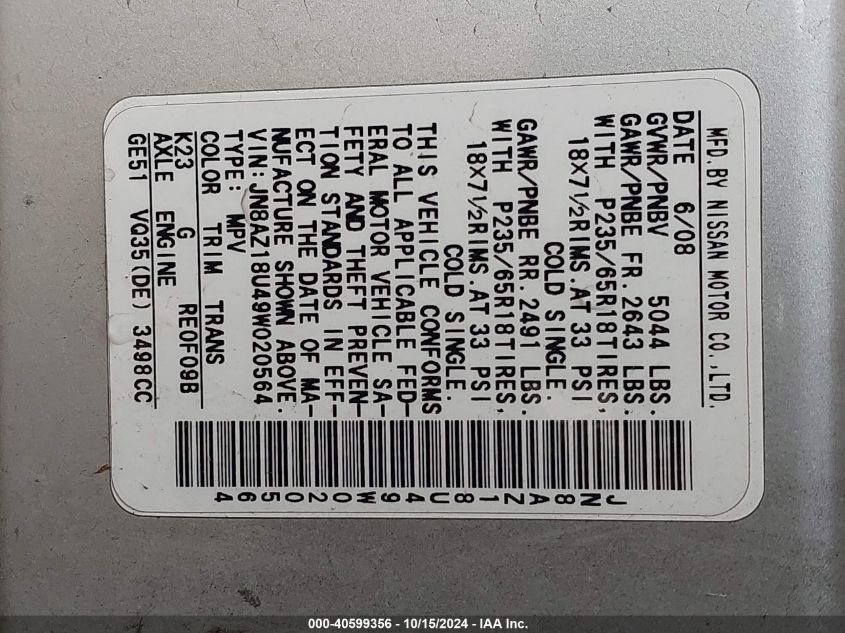 MFD. BY NISSAN MOTOR CO.,LTD.
DATE 6/08
GVWR/PNBV 5044 LBS.
GAWR/PNBE FR. 2643 LBS.
WITH P235/65R18TIRES,
18×7½RIMS.AT 33 PSI
COLD SINGLE.
GAWR/PNBE RR. 2491 LBS.
WITH P235/65R18TIRES,
18×7½RIMS.AT 33 PSI
COLD SINGLE.
THIS VEHICLE CONFORMS
TO ALL APPLICABLE FED-
ERAL MOTOR VEHICLE SA-
FETY AND THEFT PREVEN-
TION STANDARDS IN EFF-
ECT ON THE DATE OF MA-
NUFACTURE SHOWN ABOVE.
VIN: JN8AZ18U49W020564
TYPE: MPV
COLOR TRIM TRANS
K23 G RE0F09B
AXLE ENGINE
GE51 VQ35(DE) 3498CC
JN8AZ18U49W020564
000-40599356 - 10/15/2024 - IAA Inc.